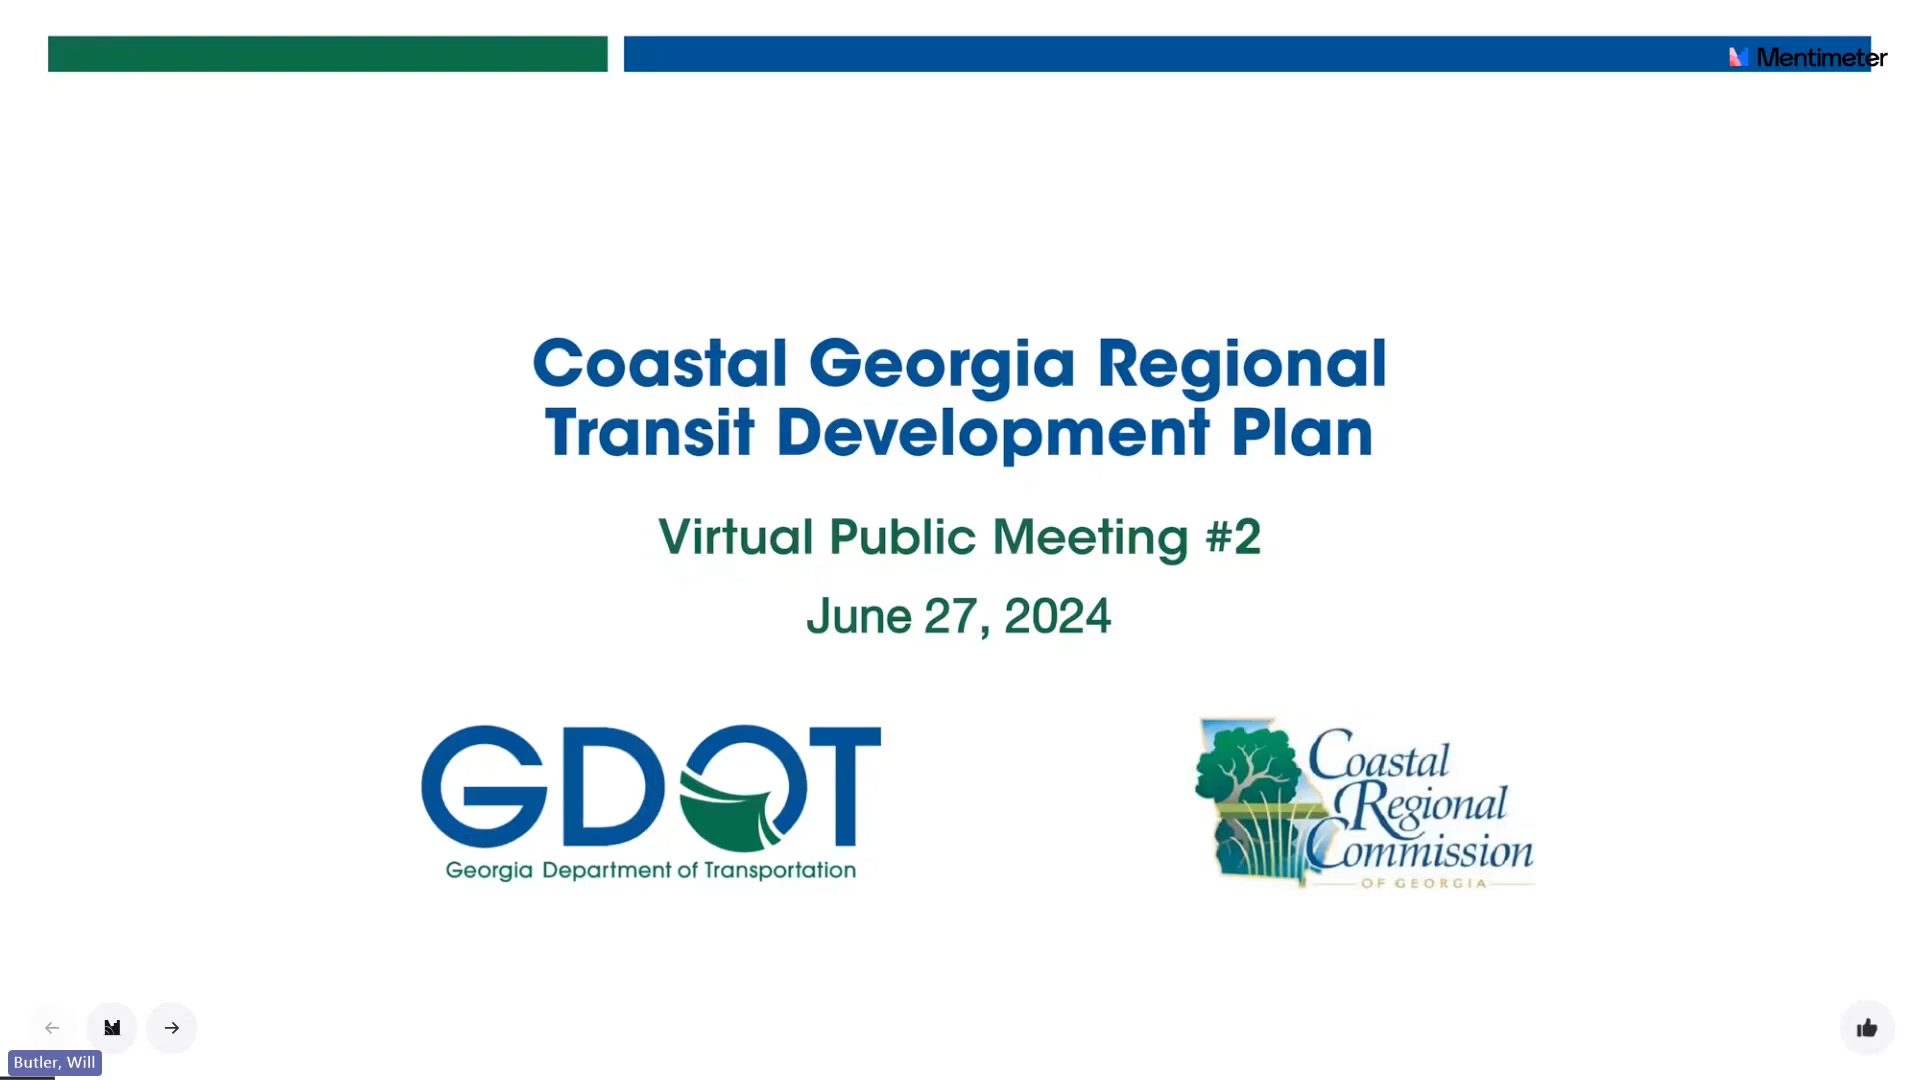 Mentimeter
Coastal Georgia Regional
Transit Development Plan
Virtual Public Meeting #2
June 27, 2024
GDOT
Georgia Department of Transportation
Coastal
Regional
Commission
OF GEORGIA
Butler, Will